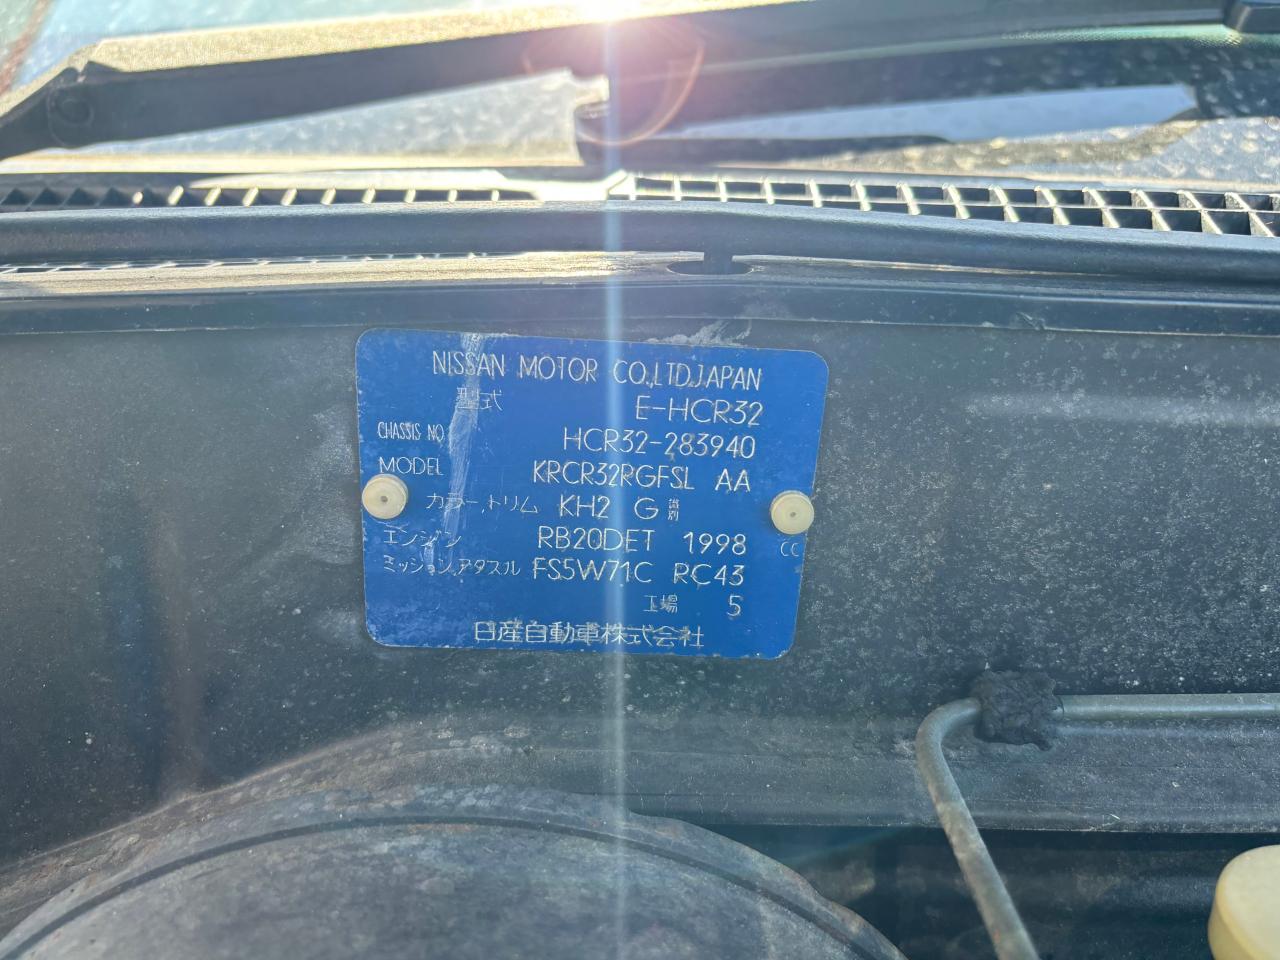 NISSAN MOTOR CO.,LTD.JAPAN
型式 E-HCR32
CHASSIS NO HCR32-283940
MODEL KRCR32RGFSL AA
カラー.トリム KH2 G
エンジン RB20DET 1998 CC
ミッション.アクスル FS5W71C RC43
工場 5
日産自動車株式会社